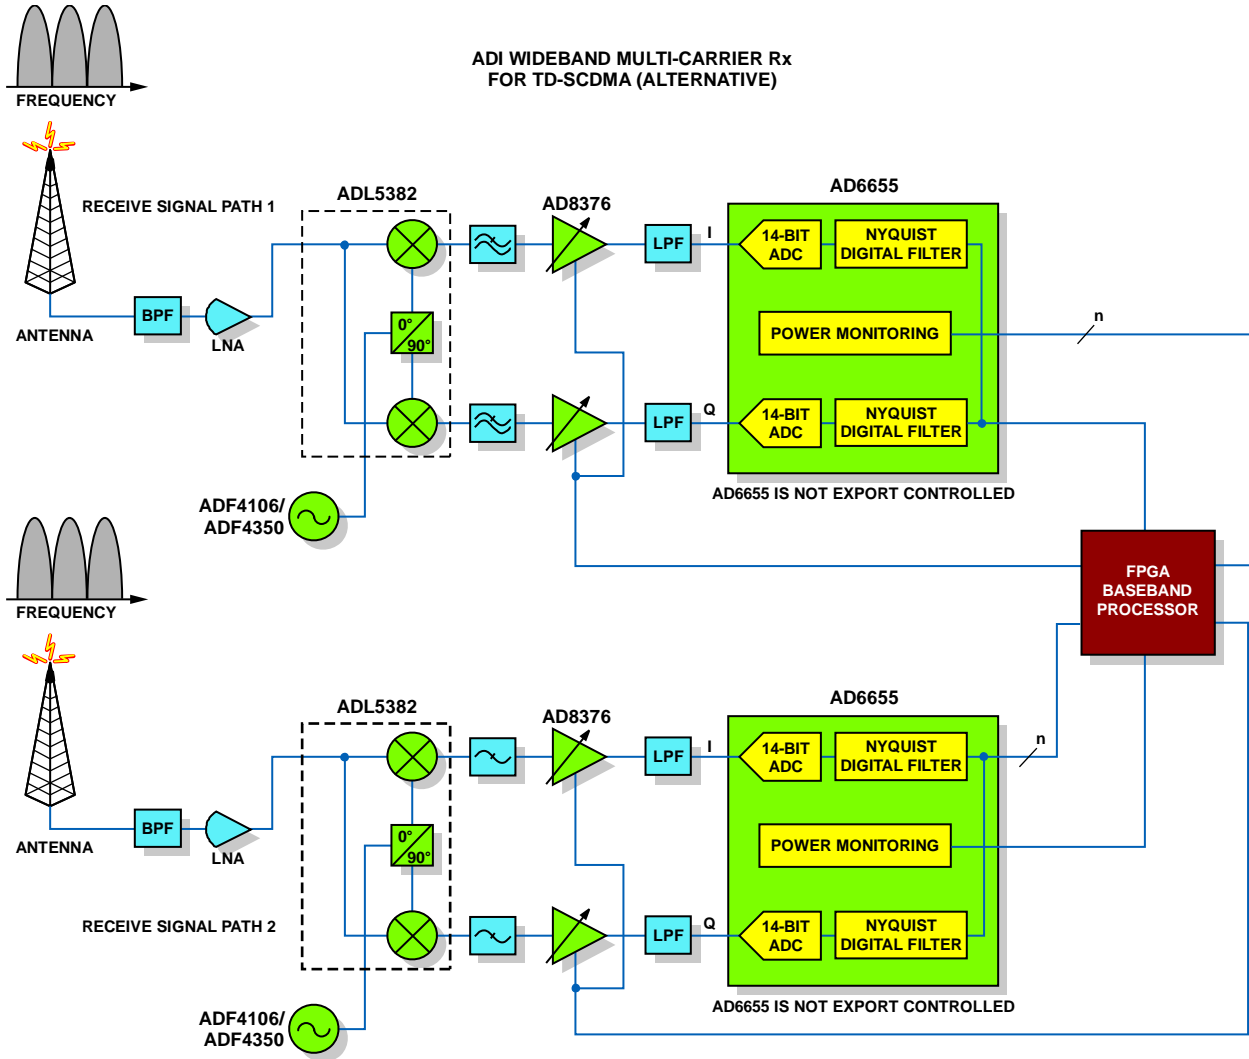 ADI WIDEBAND MULTI-CARRIER Rx
FOR TD-SCDMA (ALTERNATIVE)
FREQUENCY
RECEIVE SIGNAL PATH 1
ANTENNA
BPF
LNA
ADL5382
0°
90°
ADF4106/
ADF4350
AD8376
LPF
I
LPF
Q
AD6655
14-BIT
ADC
NYQUIST
DIGITAL FILTER
POWER MONITORING
14-BIT
ADC
NYQUIST
DIGITAL FILTER
AD6655 IS NOT EXPORT CONTROLLED
n
FPGA
BASEBAND
PROCESSOR
FREQUENCY
ANTENNA
BPF
LNA
RECEIVE SIGNAL PATH 2
ADL5382
0°
90°
ADF4106/
ADF4350
AD8376
LPF
I
LPF
Q
AD6655
14-BIT
ADC
NYQUIST
DIGITAL FILTER
POWER MONITORING
14-BIT
ADC
NYQUIST
DIGITAL FILTER
AD6655 IS NOT EXPORT CONTROLLED
n